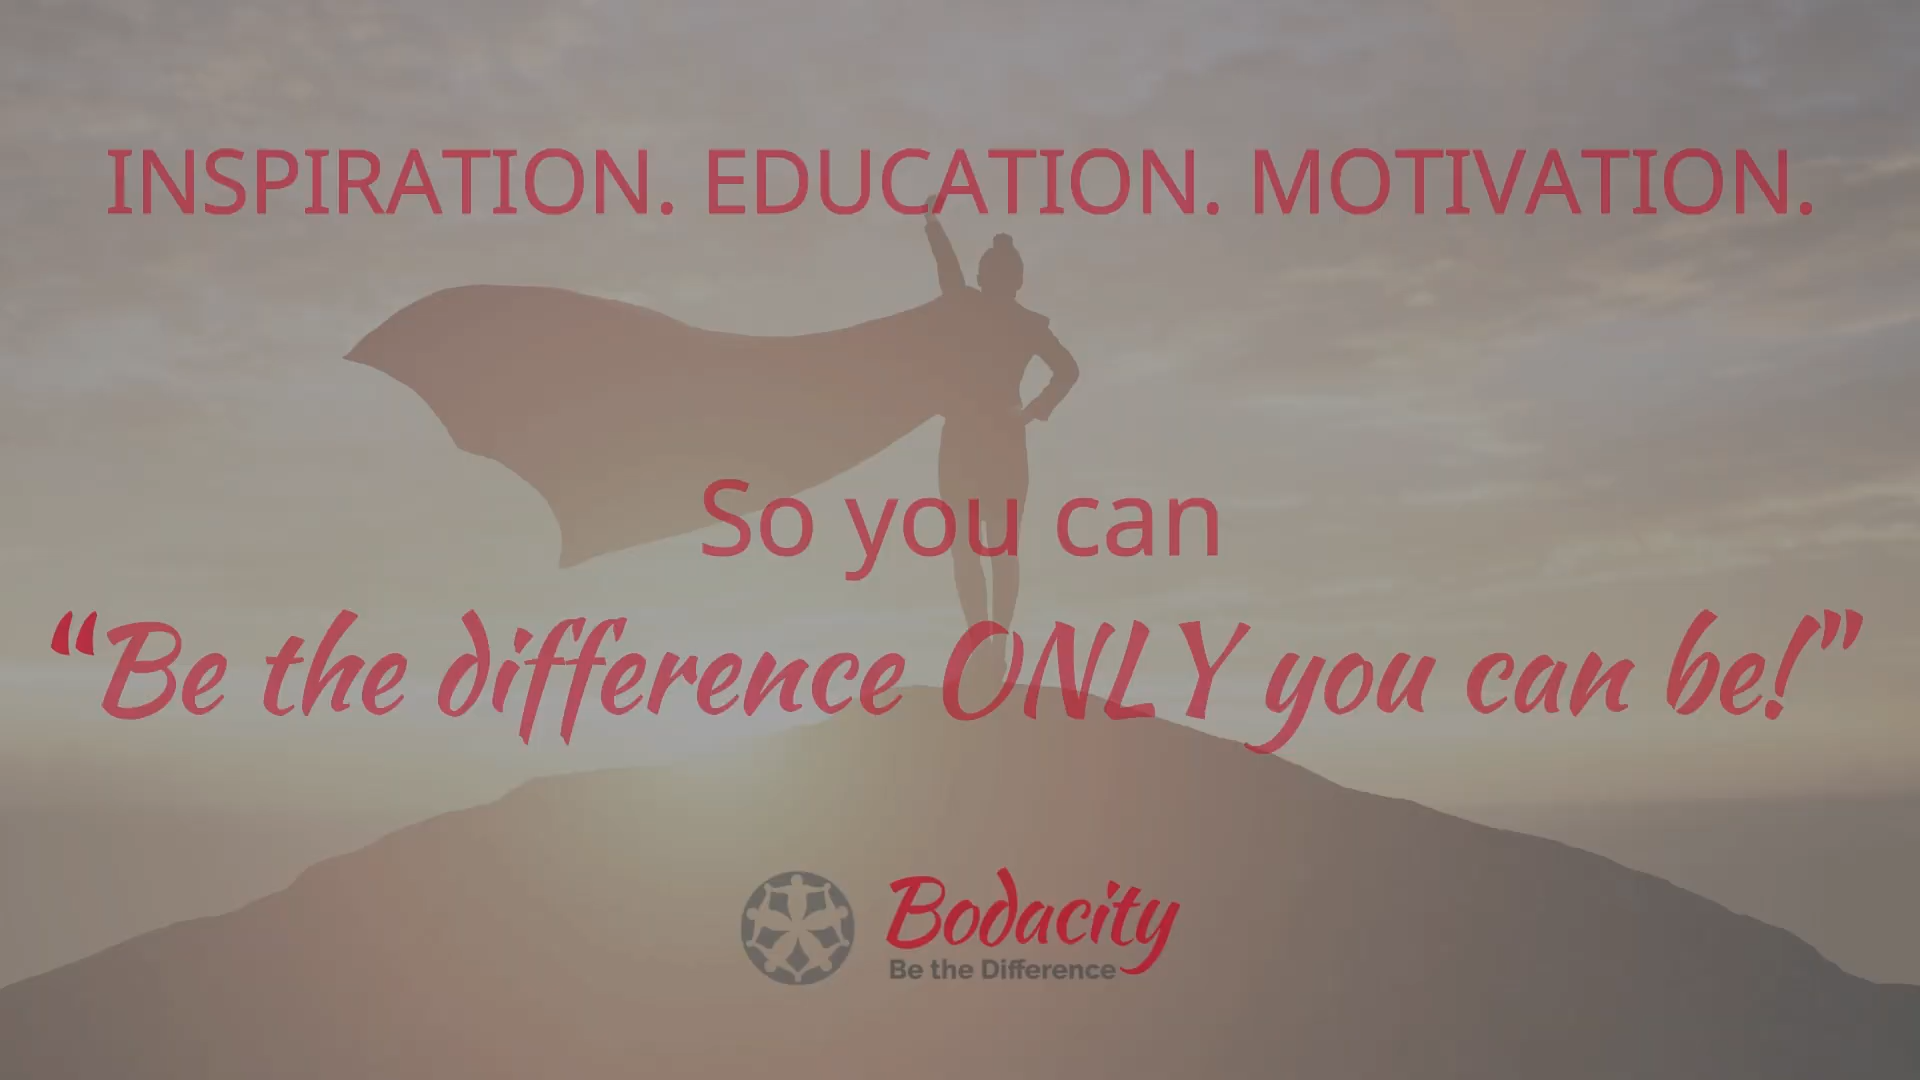 INSPIRATION. EDUCATION. MOTIVATION.
So you can
“Be the difference ONLY you can be!”
Bodacity
Be the Difference